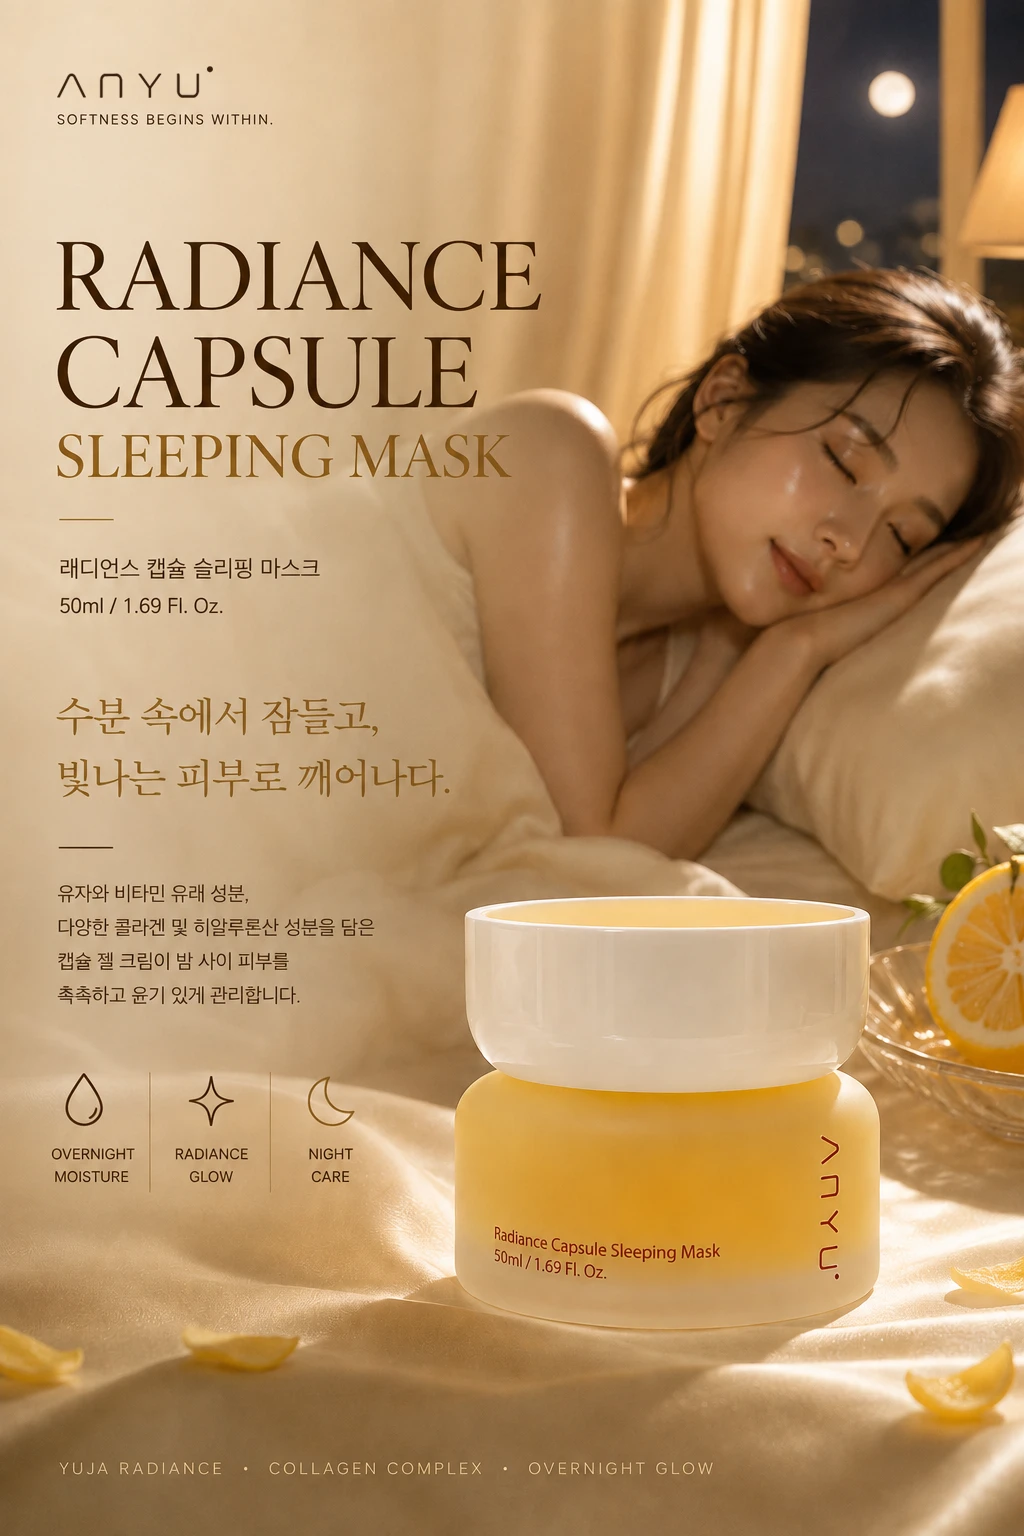 ANYU
SOFTNESS BEGINS WITHIN.
RADIANCE
CAPSULE
SLEEPING MASK
래디언스 캡슐 슬리핑 마스크
50ml / 1.69 Fl. Oz.
수분 속에서 잠들고,
빛나는 피부로 깨어나다.
유자와 비타민 유래 성분,
다양한 콜라겐 및 히알루론산 성분을 담은
캡슐 젤 크림이 밤 사이 피부를
촉촉하고 윤기 있게 관리합니다.
OVERNIGHT
MOISTURE
RADIANCE
GLOW
NIGHT
CARE
ANYU
Radiance Capsule Sleeping Mask
50ml / 1.69 Fl. Oz.
YUJA RADIANCE • COLLAGEN COMPLEX • OVERNIGHT GLOW